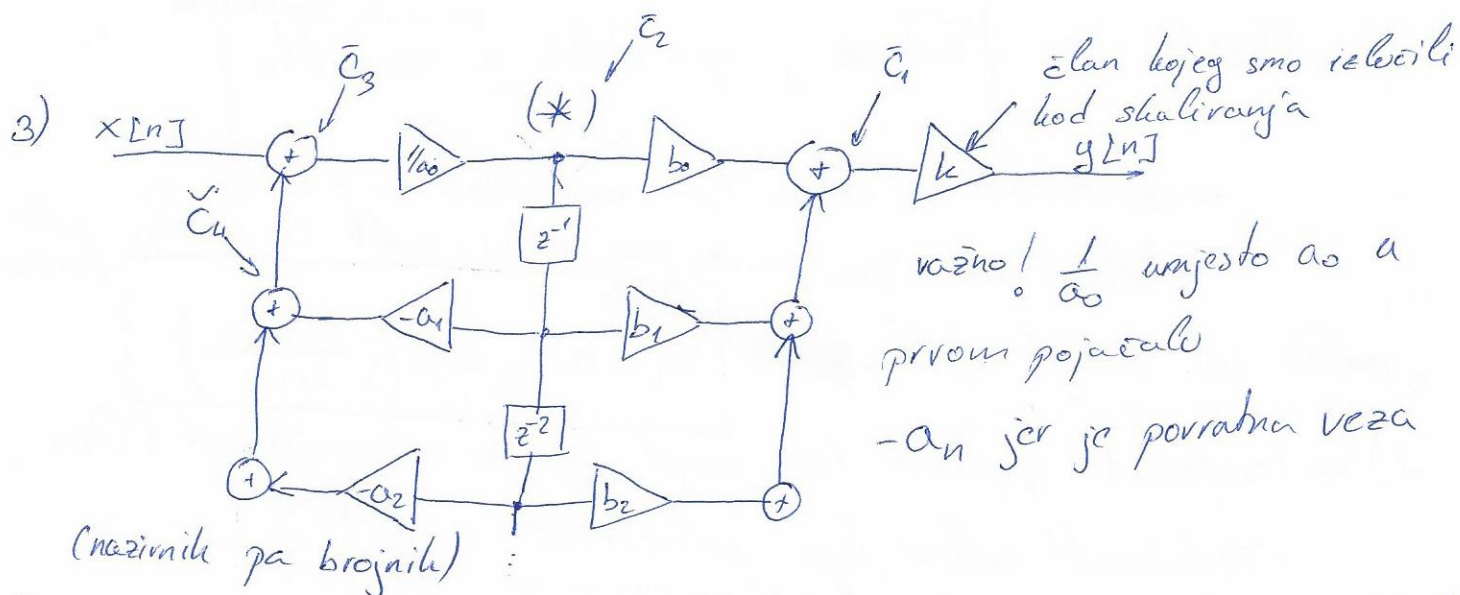 3)
x[n]
C̄₃
(*)
C̄₂
C̄₁
član kojeg smo izlučili
kod skaliranja
+
1/a₀
b₀
+
k
y[n]
Č₄
z⁻¹
važno! 1/a₀ umjesto a₀ u
+
-a₁
b₁
+
prvom pojačalu
z⁻²
-aₙ jer je povratna veza
+
-a₂
b₂
+
(nazivnik pa brojnik)
⋮